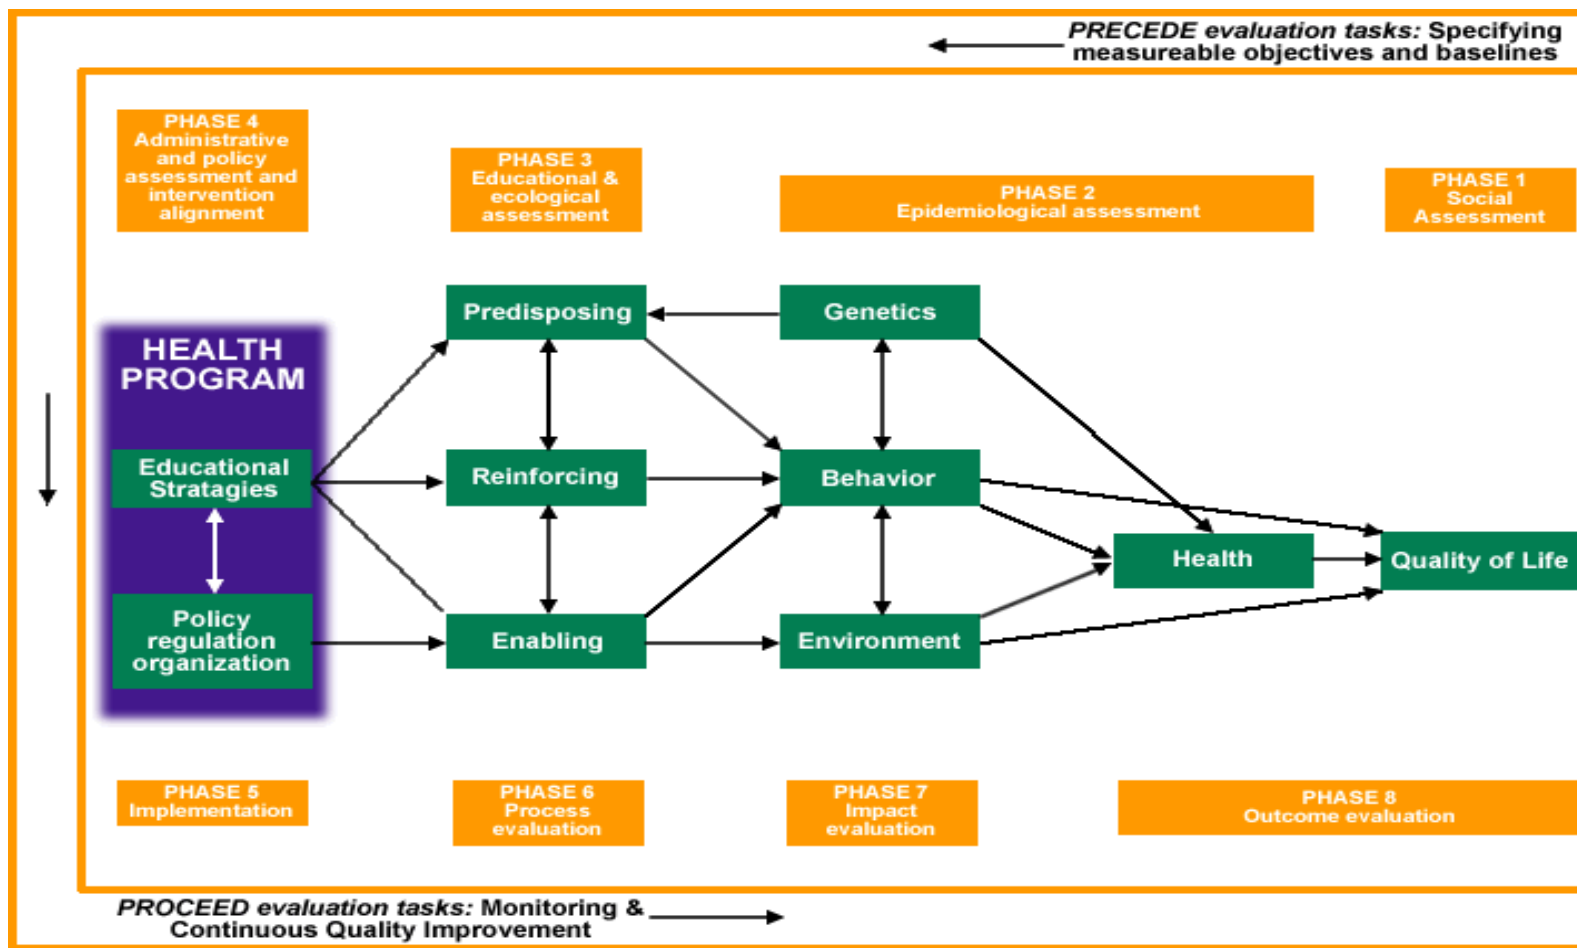 PRECEDE evaluation tasks: Specifying
measureable objectives and baselines
PHASE 4
Administrative
and policy
assessment and
intervention
alignment
PHASE 3
Educational &
ecological
assessment
PHASE 2
Epidemiological assessment
PHASE 1
Social
Assessment
Predisposing
Genetics
HEALTH
PROGRAM
Educational
Stratagies
Reinforcing
Behavior
Health
Quality of Life
Policy
regulation
organization
Enabling
Environment
PHASE 5
Implementation
PHASE 6
Process
evaluation
PHASE 7
Impact
evaluation
PHASE 8
Outcome evaluation
PROCEED evaluation tasks: Monitoring &
Continuous Quality Improvement